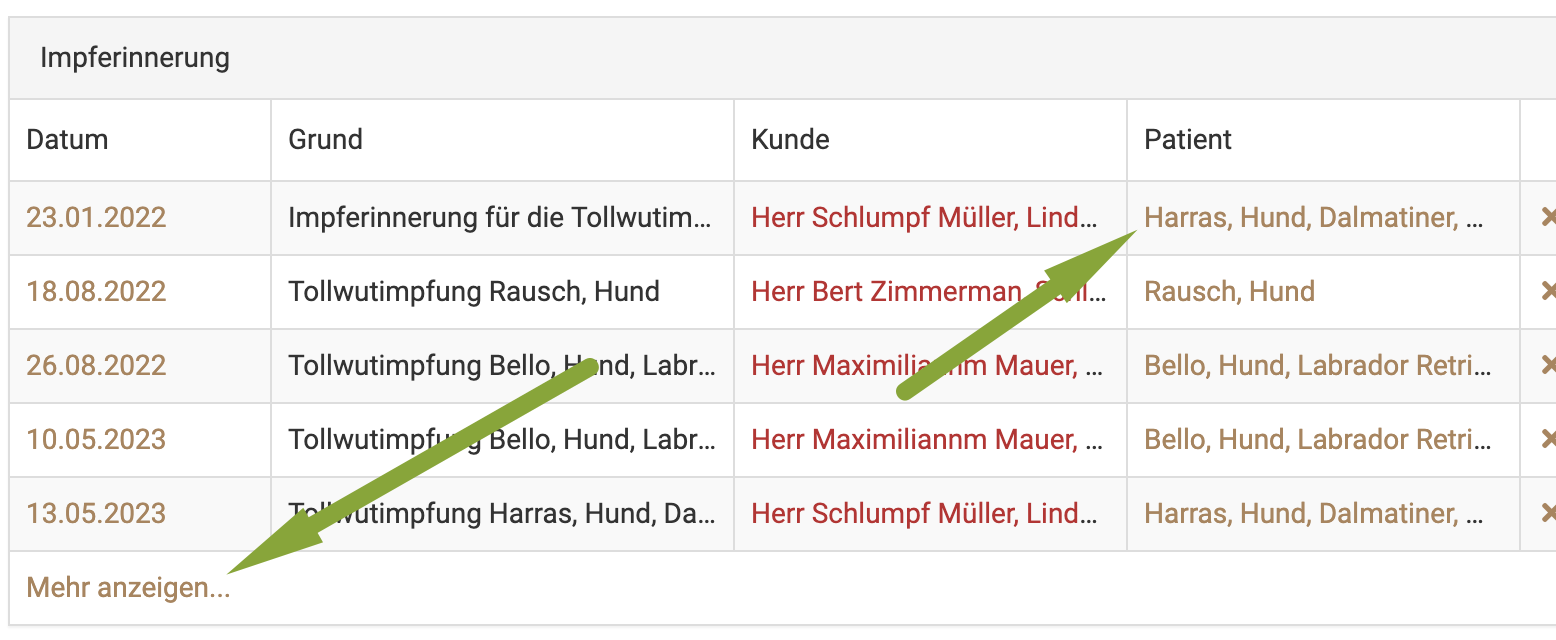 Impferinnerung
Datum Grund Kunde Patient
23.01.2022 Impferinnerung für die Tollwutim... Herr Schlumpf Müller, Lind... Harras, Hund, Dalmatiner, ...
18.08.2022 Tollwutimpfung Rausch, Hund Herr Bert Zimmerman, Schl... Rausch, Hund
26.08.2022 Tollwutimpfung Bello, Hund, Labr... Herr Maximiliannm Mauer, ... Bello, Hund, Labrador Retri...
10.05.2023 Tollwutimpfung Bello, Hund, Labr... Herr Maximiliannm Mauer, ... Bello, Hund, Labrador Retri...
13.05.2023 Tollwutimpfung Harras, Hund, Da... Herr Schlumpf Müller, Lind... Harras, Hund, Dalmatiner, ...
Mehr anzeigen...